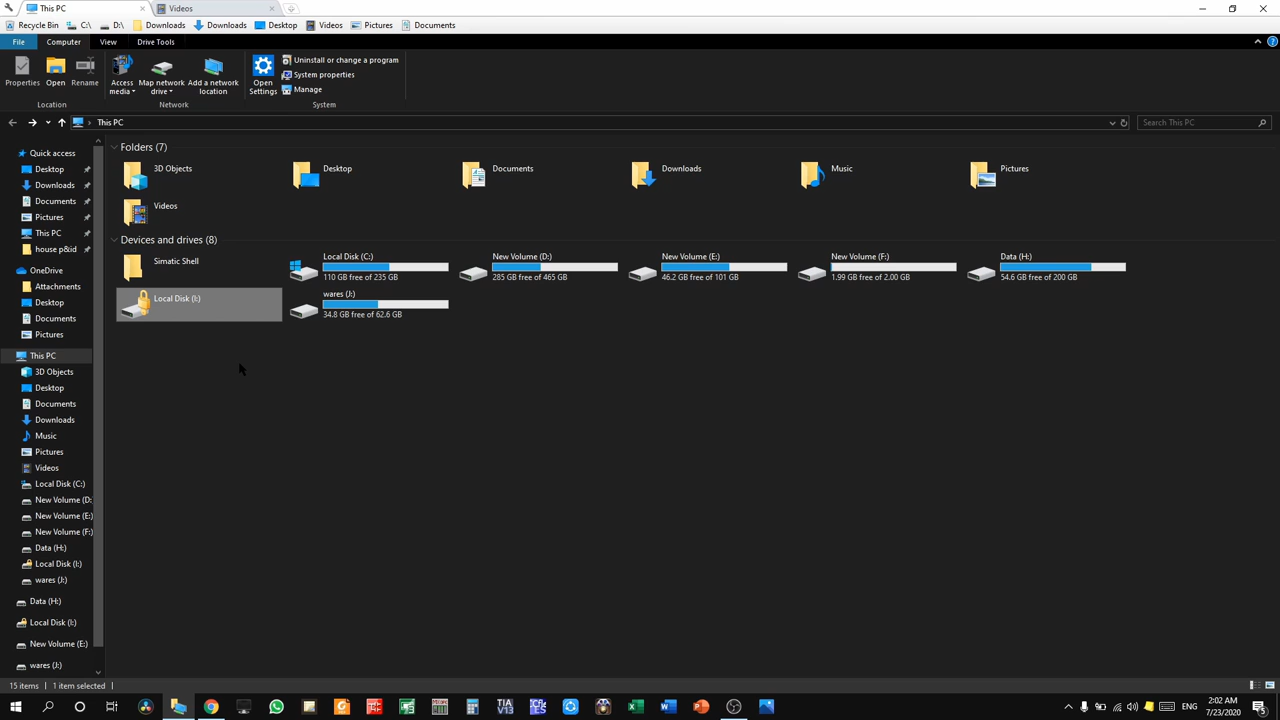 This PC
Videos
Recycle Bin C: D: Downloads Downloads Desktop Videos Pictures Documents
File Computer View Drive Tools
Properties Open Rename Access media Map network drive Add a network location Open Settings Uninstall or change a program
System properties
Manage
Location Network System
This PC
Search This PC
Quick access
Desktop
Downloads
Documents
Pictures
This PC
house p&id
OneDrive
Attachments
Desktop
Documents
Pictures
This PC
3D Objects
Desktop
Documents
Downloads
Music
Pictures
Videos
Local Disk (C:)
New Volume (D:
New Volume (E:)
New Volume (F:)
Data (H:)
Local Disk (I:)
wares (J:)
Data (H:)
Local Disk (I:)
New Volume (E:)
wares (J:)
Folders (7)
3D Objects Desktop Documents Downloads Music Pictures
Videos
Devices and drives (8)
Simatic Shell
Local Disk (C:)
110 GB free of 235 GB
New Volume (D:)
285 GB free of 465 GB
New Volume (E:)
46.2 GB free of 101 GB
New Volume (F:)
1.99 GB free of 2.00 GB
Data (H:)
54.6 GB free of 200 GB
Local Disk (I:)
wares (J:)
34.8 GB free of 62.6 GB
15 items 1 item selected
TIA V13
ENG
2:02 AM
7/23/2020